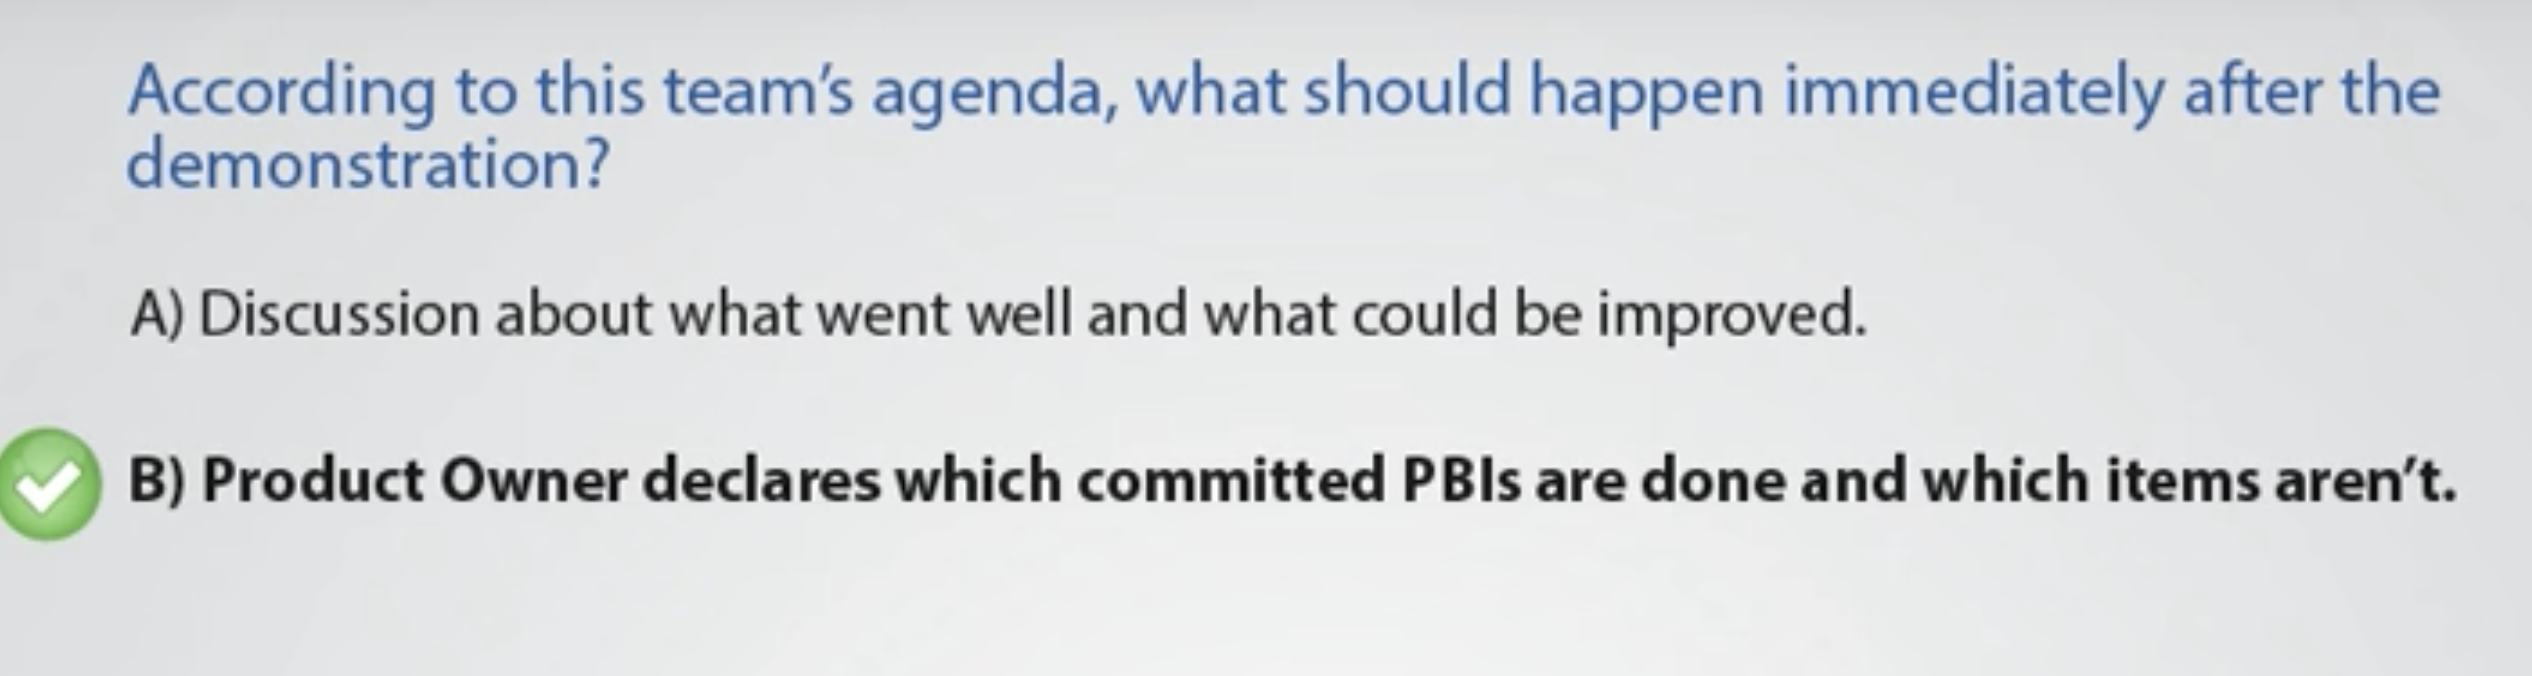 According to this team's agenda, what should happen immediately after the
demonstration?
A) Discussion about what went well and what could be improved.
B) Product Owner declares which committed PBIs are done and which items aren't.